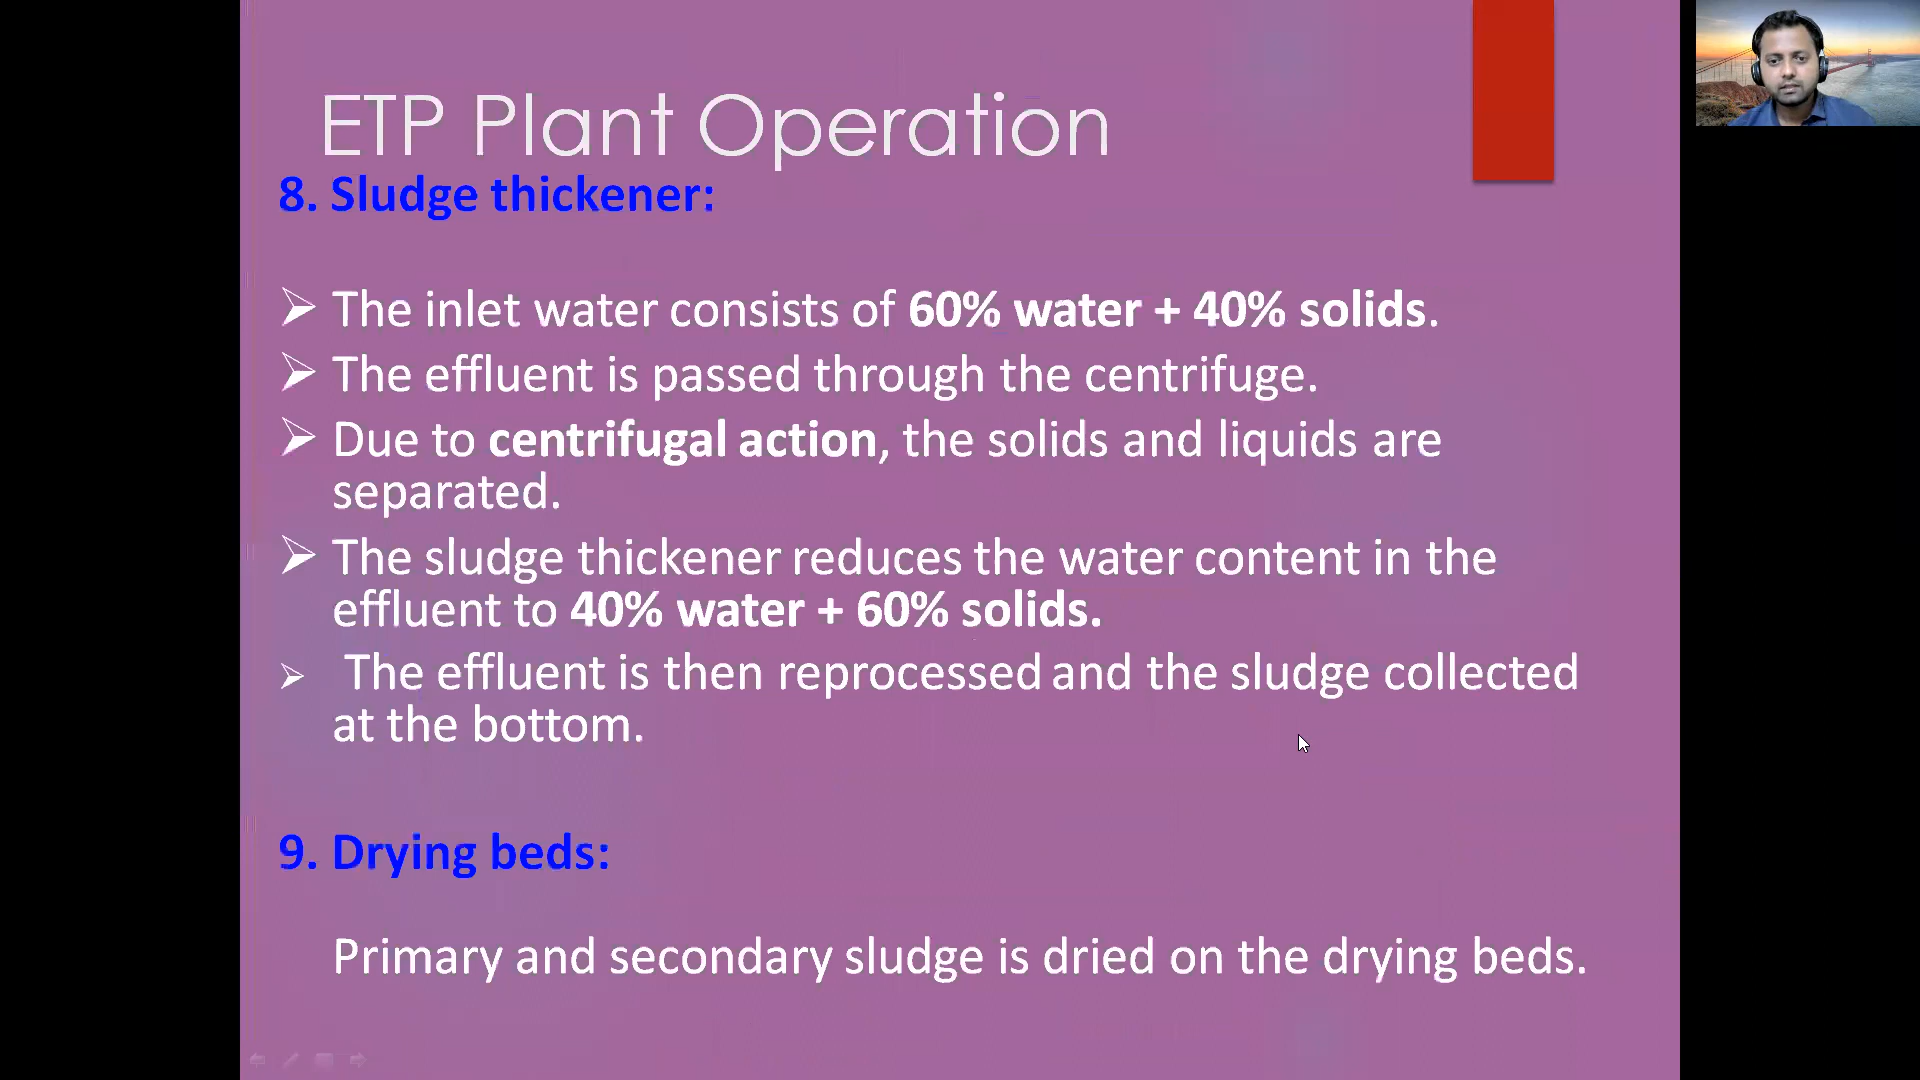 ETP Plant Operation
8. Sludge thickener:
The inlet water consists of 60% water + 40% solids.
The effluent is passed through the centrifuge.
Due to centrifugal action, the solids and liquids are
separated.
The sludge thickener reduces the water content in the
effluent to 40% water + 60% solids.
The effluent is then reprocessed and the sludge collected
at the bottom.
9. Drying beds:
Primary and secondary sludge is dried on the drying beds.